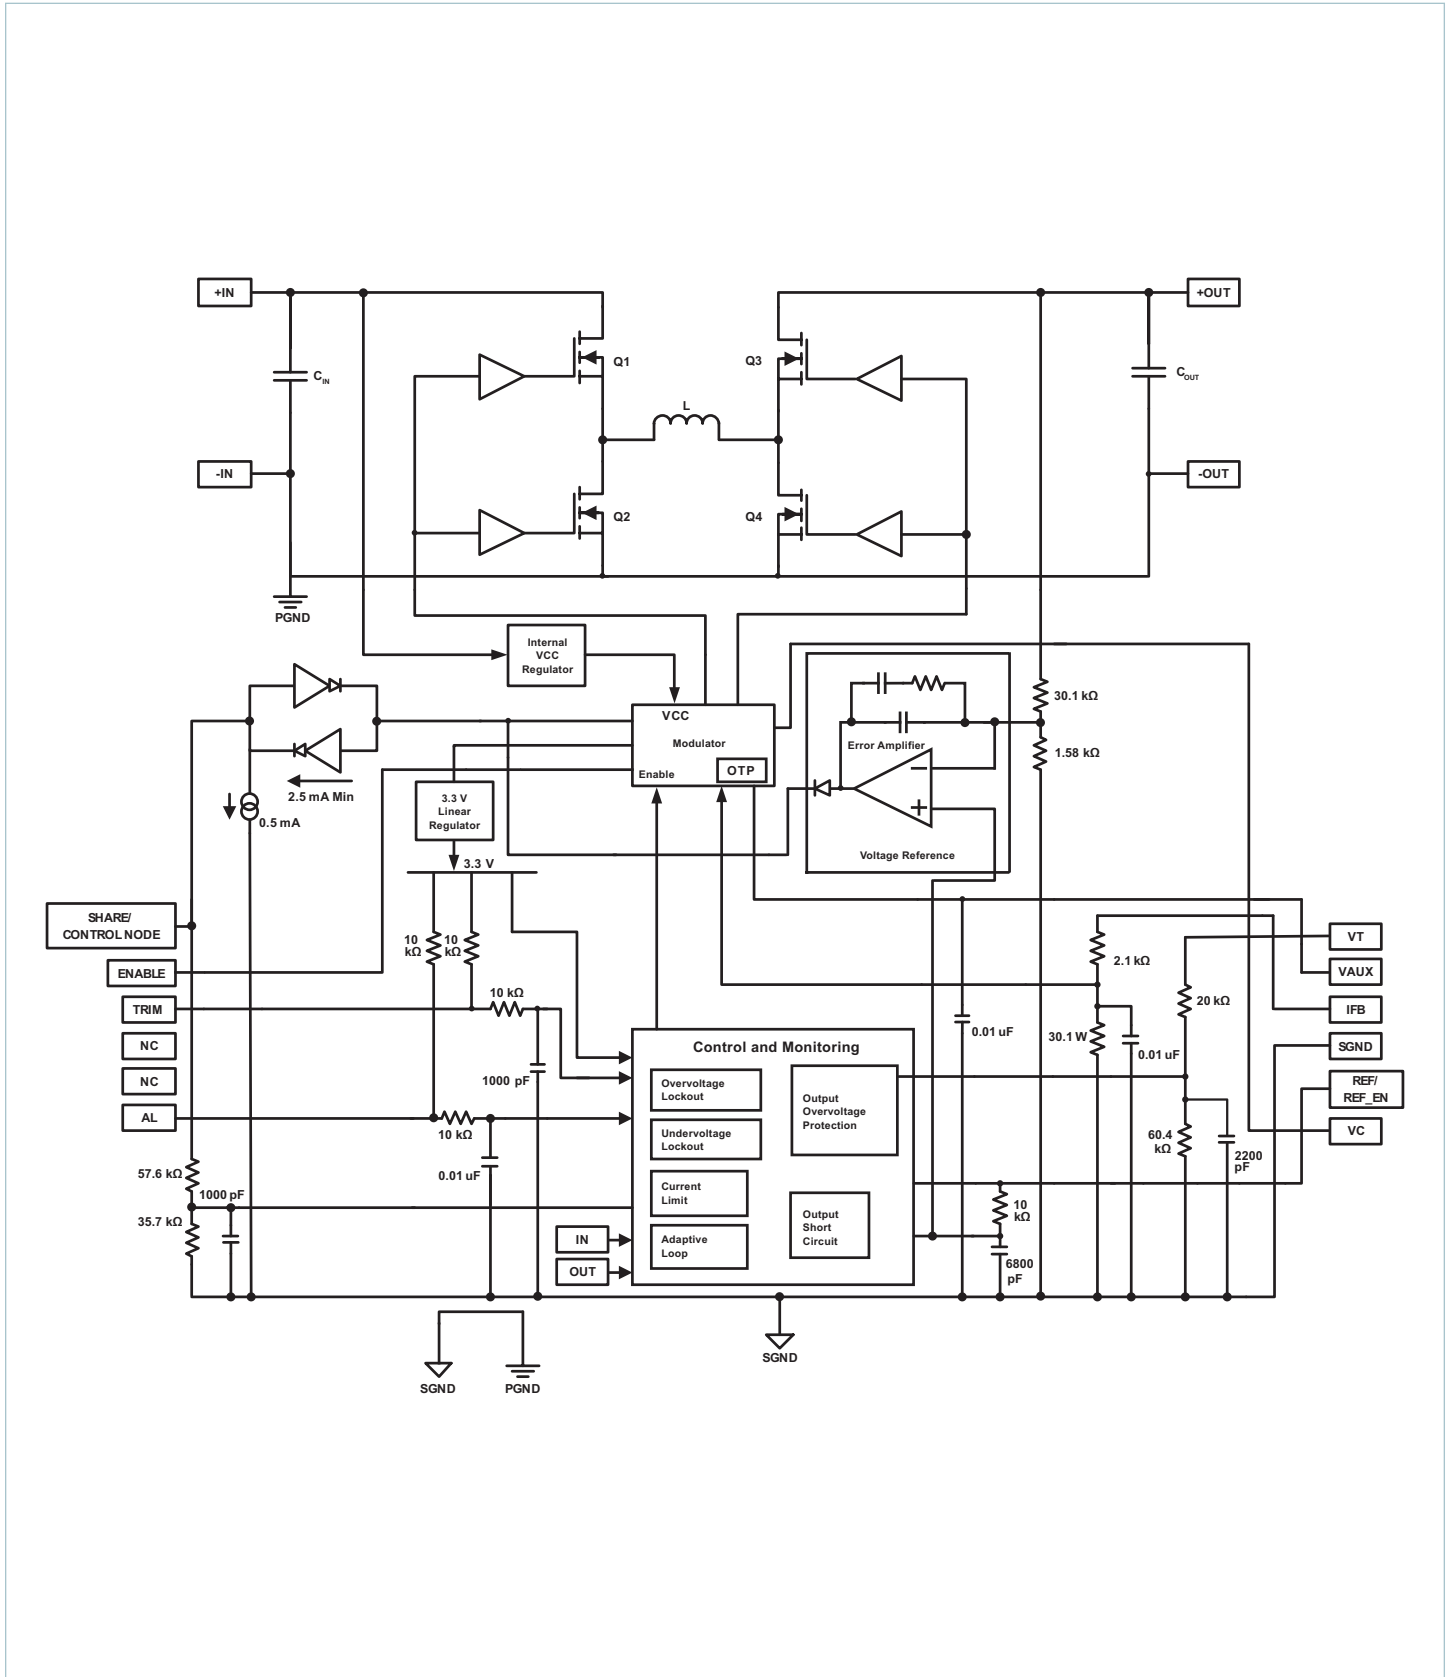 +IN
+OUT
Q1
Q3
C_IN
L
C_OUT
-IN
-OUT
Q2
Q4
PGND
Internal
VCC
Regulator
VCC
Modulator
OTP
Enable
Error Amplifier
Voltage Reference
30.1 kΩ
1.58 kΩ
2.5 mA Min
0.5 mA
3.3 V
Linear
Regulator
3.3 V
SHARE/
CONTROL NODE
ENABLE
TRIM
NC
NC
AL
10
kΩ
10
kΩ
10 kΩ
1000 pF
10 kΩ
0.01 uF
57.6 kΩ
1000 pF
35.7 kΩ
IN
OUT
Control and Monitoring
Overvoltage
Lockout
Undervoltage
Lockout
Current
Limit
Adaptive
Loop
Output
Overvoltage
Protection
Output
Short
Circuit
0.01 uF
2.1 kΩ
30.1 W
0.01 uF
20 kΩ
60.4
kΩ
2200
pF
10
kΩ
6800
pF
VT
VAUX
IFB
SGND
REF/
REF_EN
VC
SGND
SGND
PGND